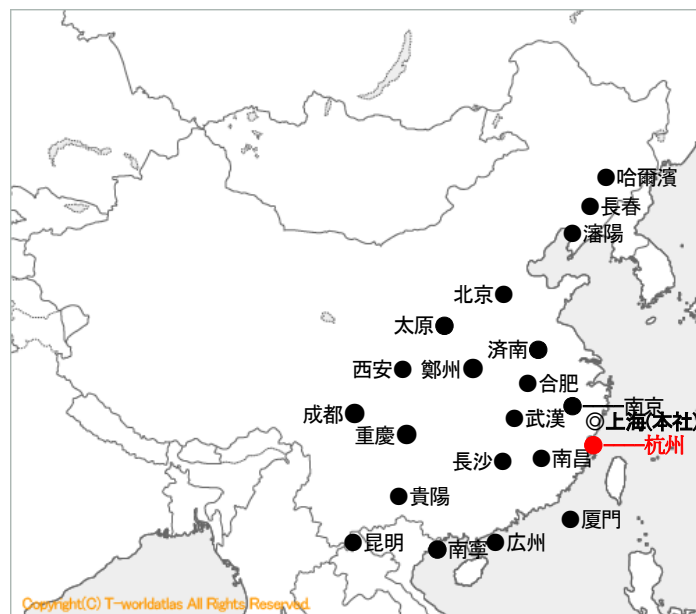 哈爾濱
長春
瀋陽
北京
太原
済南
西安
鄭州
合肥
成都
南京
武漢
◎上海(本社)
重慶
杭州
長沙
南昌
貴陽
厦門
昆明
南寧
広州
Copyright(C) T-worldatlas All Rights Reserved.